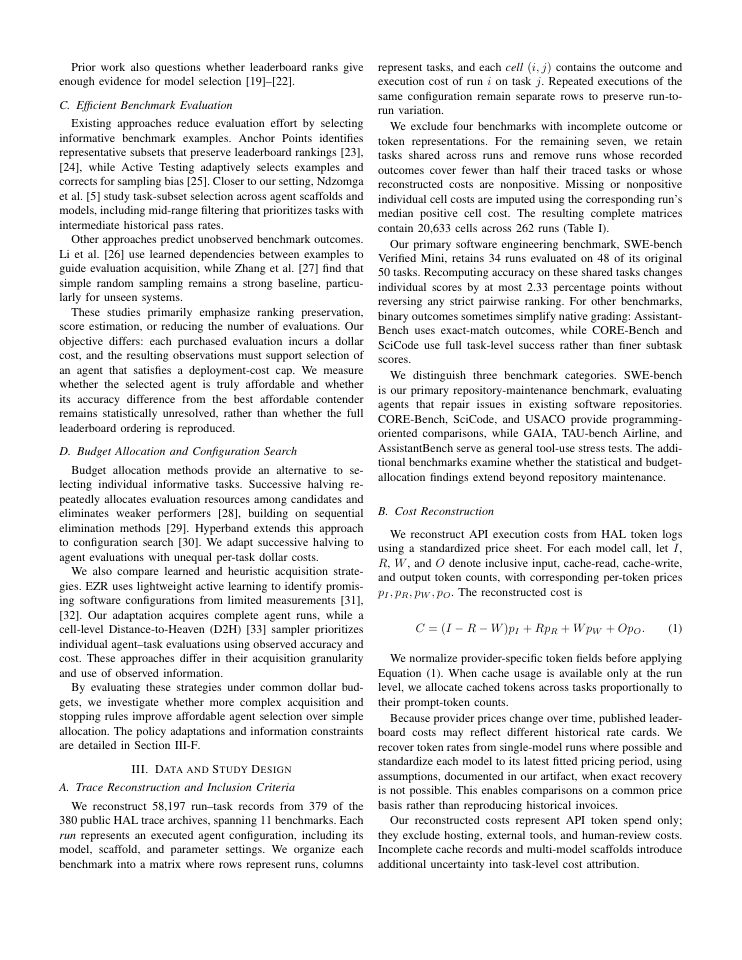 Prior work also questions whether leaderboard ranks give
enough evidence for model selection [19]–[22].
C. Efficient Benchmark Evaluation
Existing approaches reduce evaluation effort by selecting
informative benchmark examples. Anchor Points identifies
representative subsets that preserve leaderboard rankings [23],
[24], while Active Testing adaptively selects examples and
corrects for sampling bias [25]. Closer to our setting, Ndzomga
et al. [5] study task-subset selection across agent scaffolds and
models, including mid-range filtering that prioritizes tasks with
intermediate historical pass rates.
Other approaches predict unobserved benchmark outcomes.
Li et al. [26] use learned dependencies between examples to
guide evaluation acquisition, while Zhang et al. [27] find that
simple random sampling remains a strong baseline, particu-
larly for unseen systems.
These studies primarily emphasize ranking preservation,
score estimation, or reducing the number of evaluations. Our
objective differs: each purchased evaluation incurs a dollar
cost, and the resulting observations must support selection of
an agent that satisfies a deployment-cost cap. We measure
whether the selected agent is truly affordable and whether
its accuracy difference from the best affordable contender
remains statistically unresolved, rather than whether the full
leaderboard ordering is reproduced.
D. Budget Allocation and Configuration Search
Budget allocation methods provide an alternative to se-
lecting individual informative tasks. Successive halving re-
peatedly allocates evaluation resources among candidates and
eliminates weaker performers [28], building on sequential
elimination methods [29]. Hyperband extends this approach
to configuration search [30]. We adapt successive halving to
agent evaluations with unequal per-task dollar costs.
We also compare learned and heuristic acquisition strate-
gies. EZR uses lightweight active learning to identify promis-
ing software configurations from limited measurements [31],
[32]. Our adaptation acquires complete agent runs, while a
cell-level Distance-to-Heaven (D2H) [33] sampler prioritizes
individual agent–task evaluations using observed accuracy and
cost. These approaches differ in their acquisition granularity
and use of observed information.
By evaluating these strategies under common dollar bud-
gets, we investigate whether more complex acquisition and
stopping rules improve affordable agent selection over simple
allocation. The policy adaptations and information constraints
are detailed in Section III-F.
III. DATA AND STUDY DESIGN
A. Trace Reconstruction and Inclusion Criteria
We reconstruct 58,197 run–task records from 379 of the
380 public HAL trace archives, spanning 11 benchmarks. Each
run represents an executed agent configuration, including its
model, scaffold, and parameter settings. We organize each
benchmark into a matrix where rows represent runs, columns
represent tasks, and each cell (i, j) contains the outcome and
execution cost of run i on task j. Repeated executions of the
same configuration remain separate rows to preserve run-to-
run variation.
We exclude four benchmarks with incomplete outcome or
token representations. For the remaining seven, we retain
tasks shared across runs and remove runs whose recorded
outcomes cover fewer than half their traced tasks or whose
reconstructed costs are nonpositive. Missing or nonpositive
individual cell costs are imputed using the corresponding run's
median positive cell cost. The resulting complete matrices
contain 20,633 cells across 262 runs (Table I).
Our primary software engineering benchmark, SWE-bench
Verified Mini, retains 34 runs evaluated on 48 of its original
50 tasks. Recomputing accuracy on these shared tasks changes
individual scores by at most 2.33 percentage points without
reversing any strict pairwise ranking. For other benchmarks,
binary outcomes sometimes simplify native grading: Assistant-
Bench uses exact-match outcomes, while CORE-Bench and
SciCode use full task-level success rather than finer subtask
scores.
We distinguish three benchmark categories. SWE-bench
is our primary repository-maintenance benchmark, evaluating
agents that repair issues in existing software repositories.
CORE-Bench, SciCode, and USACO provide programming-
oriented comparisons, while GAIA, TAU-bench Airline, and
AssistantBench serve as general tool-use stress tests. The addi-
tional benchmarks examine whether the statistical and budget-
allocation findings extend beyond repository maintenance.
B. Cost Reconstruction
We reconstruct API execution costs from HAL token logs
using a standardized price sheet. For each model call, let I,
R, W, and O denote inclusive input, cache-read, cache-write,
and output token counts, with corresponding per-token prices
p_I, p_R, p_W, p_O. The reconstructed cost is
C = (I − R − W)p_I + Rp_R + Wp_W + Op_O. (1)
We normalize provider-specific token fields before applying
Equation (1). When cache usage is available only at the run
level, we allocate cached tokens across tasks proportionally to
their prompt-token counts.
Because provider prices change over time, published leader-
board costs may reflect different historical rate cards. We
recover token rates from single-model runs where possible and
standardize each model to its latest fitted pricing period, using
assumptions, documented in our artifact, when exact recovery
is not possible. This enables comparisons on a common price
basis rather than reproducing historical invoices.
Our reconstructed costs represent API token spend only;
they exclude hosting, external tools, and human-review costs.
Incomplete cache records and multi-model scaffolds introduce
additional uncertainty into task-level cost attribution.